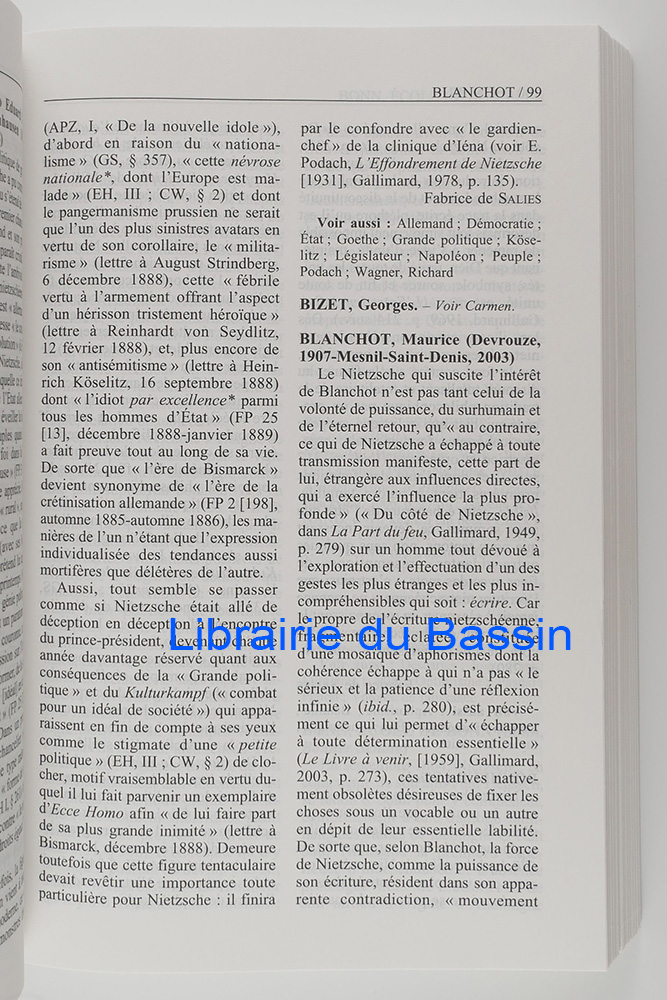 BLANCHOT / 99
(APZ, I, « De la nouvelle idole »),
d'abord en raison du « nationa-
lisme » (GS, § 357), « cette névrose
nationale*, dont l'Europe est ma-
lade » (EH, III ; CW, § 2) et dont
le pangermanisme prussien ne serait
que l'un des plus sinistres avatars en
vertu de son corollaire, le « milita-
risme » (lettre à August Strindberg,
6 décembre 1888), cette « fébrile
vertu à l'armement offrant l'aspect
d'un hérisson tristement héroïque »
(lettre à Reinhardt von Seydlitz,
12 février 1888), et, plus encore de
son « antisémitisme » (lettre à Hein-
rich Köselitz, 16 septembre 1888)
dont « l'idiot par excellence* parmi
tous les hommes d'État » (FP 25
[13], décembre 1888-janvier 1889)
a fait preuve tout au long de sa vie.
De sorte que « l'ère de Bismarck »
devient synonyme de « l'ère de la
crétinisation allemande » (FP 2 [198],
automne 1885-automne 1886), les ma-
nières de l'un n'étant que l'expression
individualisée des tendances aussi
mortifères que délétères de l'autre.
Aussi, tout semble se passer
comme si Nietzsche était allé de
déception en déception à l'encontre
du prince-président, devenant chaque
année davantage réservé quant aux
conséquences de la « Grande poli-
tique » et du Kulturkampf (« combat
pour un idéal de société ») qui appa-
raissent en fin de compte à ses yeux
comme le stigmate d'une « petite
politique » (EH, III ; CW, § 2) de clo-
cher, motif vraisemblable en vertu du-
quel il lui fait parvenir un exemplaire
d'Ecce Homo afin « de lui faire part
de sa plus grande inimité » (lettre à
Bismarck, décembre 1888). Demeure
toutefois que cette figure tentaculaire
devait revêtir une importance toute
particulière pour Nietzsche : il finira
par le confondre avec « le gardien-
chef » de la clinique d'Iéna (voir E.
Podach, L'Effondrement de Nietzsche
[1931], Gallimard, 1978, p. 135).
Fabrice de SALIES
Voir aussi : Allemand ; Démocratie ;
État ; Goethe ; Grande politique ; Köse-
litz ; Législateur ; Napoléon ; Peuple ;
Podach ; Wagner, Richard
BIZET, Georges. – Voir Carmen.
BLANCHOT, Maurice (Devrouze,
1907-Mesnil-Saint-Denis, 2003)
Le Nietzsche qui suscite l'intérêt
de Blanchot n'est pas tant celui de la
volonté de puissance, du surhumain et
de l'éternel retour, qu'« au contraire,
ce qui de Nietzsche a échappé à toute
transmission manifeste, cette part de
lui, étrangère aux influences directes,
qui a exercé l'influence la plus pro-
fonde » (« Du côté de Nietzsche »,
dans La Part du feu, Gallimard, 1949,
p. 279) sur un homme tout dévoué à
l'exploration et l'effectuation d'un des
gestes les plus étranges et les plus in-
compréhensibles qui soit : écrire. Car
le propre de l'écriture nietzschéenne,
fragmentaire, éclatée, constituée
d'une mosaïque d'aphorismes dont la
cohérence échappe à qui n'a pas « le
sérieux et la patience d'une réflexion
infinie » (ibid., p. 280), est précisé-
ment ce qui lui permet d'« échapper
à toute détermination essentielle »
(Le Livre à venir, [1959], Gallimard,
2003, p. 273), ces tentatives native-
ment obsolètes désireuses de fixer les
choses sous un vocable ou un autre
en dépit de leur essentielle labilité.
De sorte que, selon Blanchot, la force
de Nietzsche, comme la puissance de
son écriture, résident dans son appa-
rente contradiction, « mouvement
Librairie du Bassin